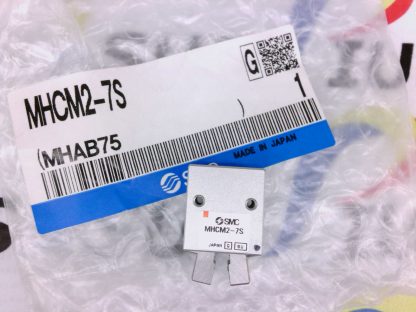 MHCM2-7S
G
(MHAB75 )
1
MADE IN JAPAN
SMC
MHCM2-7S
JAPAN